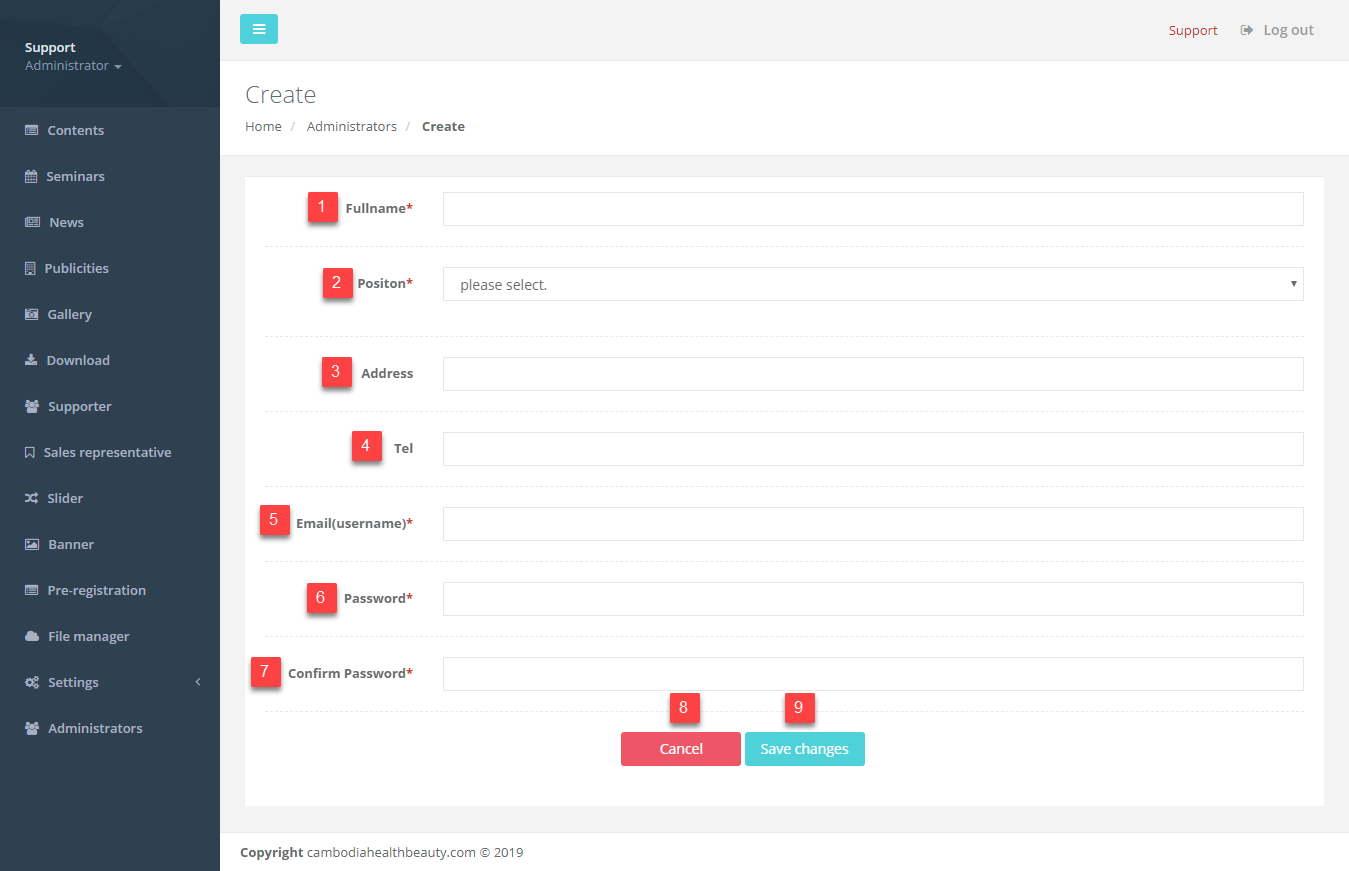 Support
Administrator
Contents
Seminars
News
Publicities
Gallery
Download
Supporter
Sales representative
Slider
Banner
Pre-registration
File manager
Settings
Administrators
Support Log out
Create
Home / Administrators / Create
1 Fullname*
2 Positon* please select.
3 Address
4 Tel
5 Email(username)*
6 Password*
7 Confirm Password*
8 9
Cancel Save changes
Copyright cambodiahealthbeauty.com © 2019